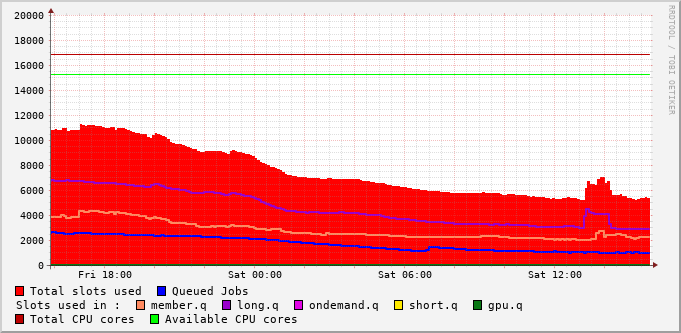 20000
18000
16000
14000
12000
10000
8000
6000
4000
2000
0
Fri 18:00 Sat 00:00 Sat 06:00 Sat 12:00
Total slots used Queued Jobs
Slots used in : member.q long.q ondemand.q short.q gpu.q
Total CPU cores Available CPU cores
RRDTOOL / TOBI OETIKER